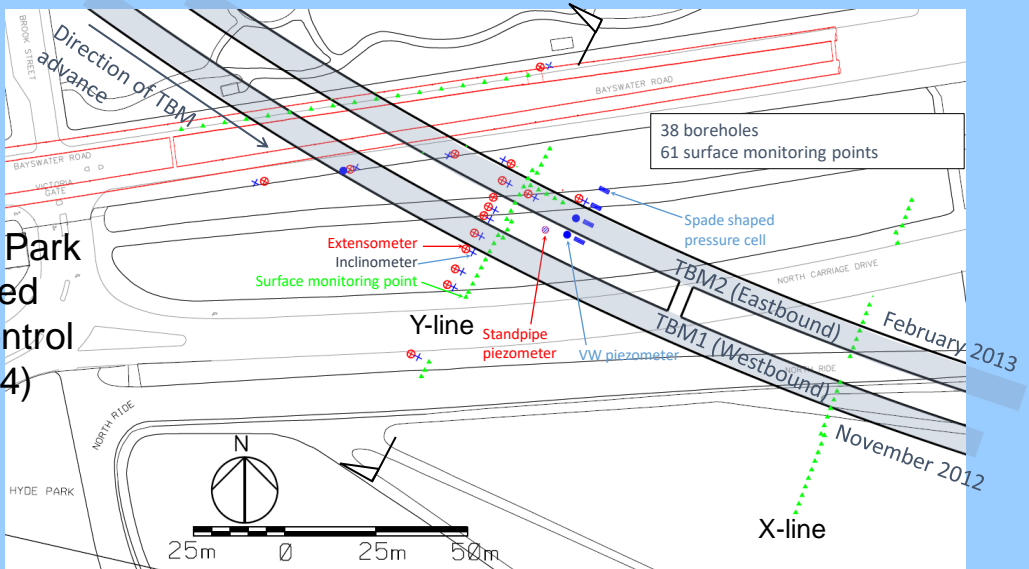 BROOK STREET
Direction of TBM
advance
BAYSWATER ROAD
BAYSWATER ROAD
VICTORIA
GATE
38 boreholes
61 surface monitoring points
Spade shaped
pressure cell
Park
ed
ntrol
4)
Extensometer
Inclinometer
Surface monitoring point
Y-line
Standpipe
piezometer
VW piezometer
TBM2 (Eastbound)
TBM1 (Westbound)
NORTH CARRIAGE DRIVE
February 2013
NORTH RIDE
November 2012
NORTH RIDE
HYDE PARK
N
25m 0 25m 50m
X-line